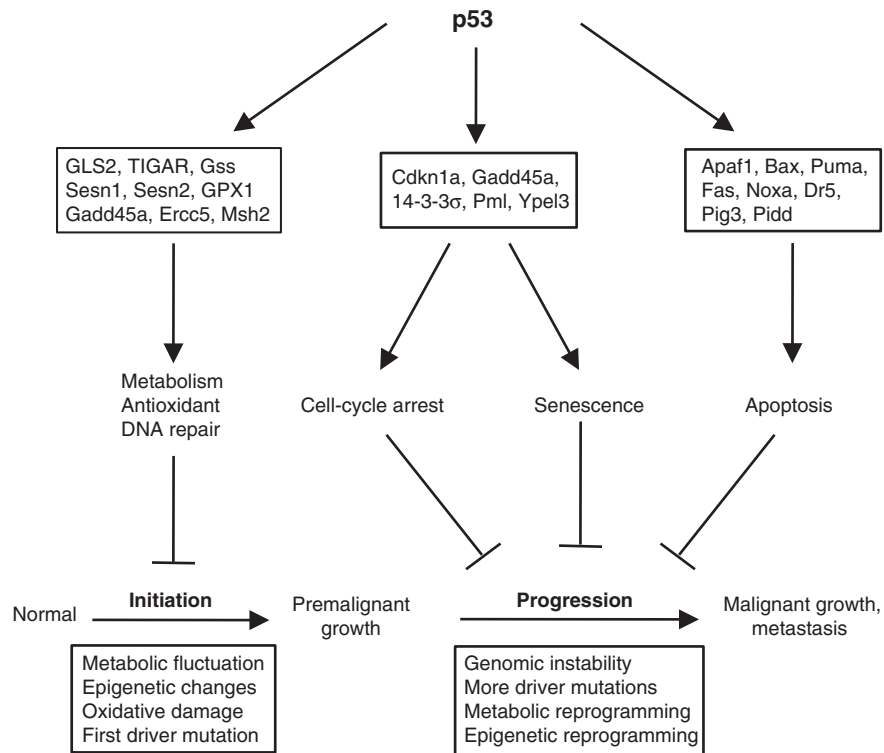 p53
GLS2, TIGAR, Gss
Sesn1, Sesn2, GPX1
Gadd45a, Ercc5, Msh2
Cdkn1a, Gadd45a,
14-3-3σ, Pml, Ypel3
Apaf1, Bax, Puma,
Fas, Noxa, Dr5,
Pig3, Pidd
Metabolism
Antioxidant
DNA repair
Cell-cycle arrest
Senescence
Apoptosis
Normal
Initiation
Premalignant
growth
Progression
Malignant growth,
metastasis
Metabolic fluctuation
Epigenetic changes
Oxidative damage
First driver mutation
Genomic instability
More driver mutations
Metabolic reprogramming
Epigenetic reprogramming